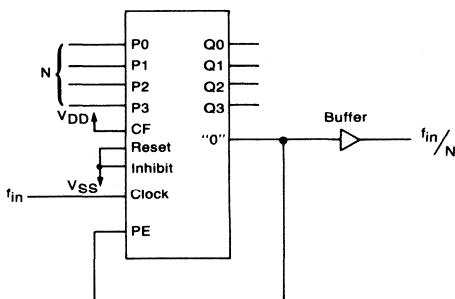 P0 Q0
N P1 Q1
P2 Q2
P3 Q3
VDD
CF "0" Buffer fin/N
Reset
Inhibit
VSS
fin Clock
PE